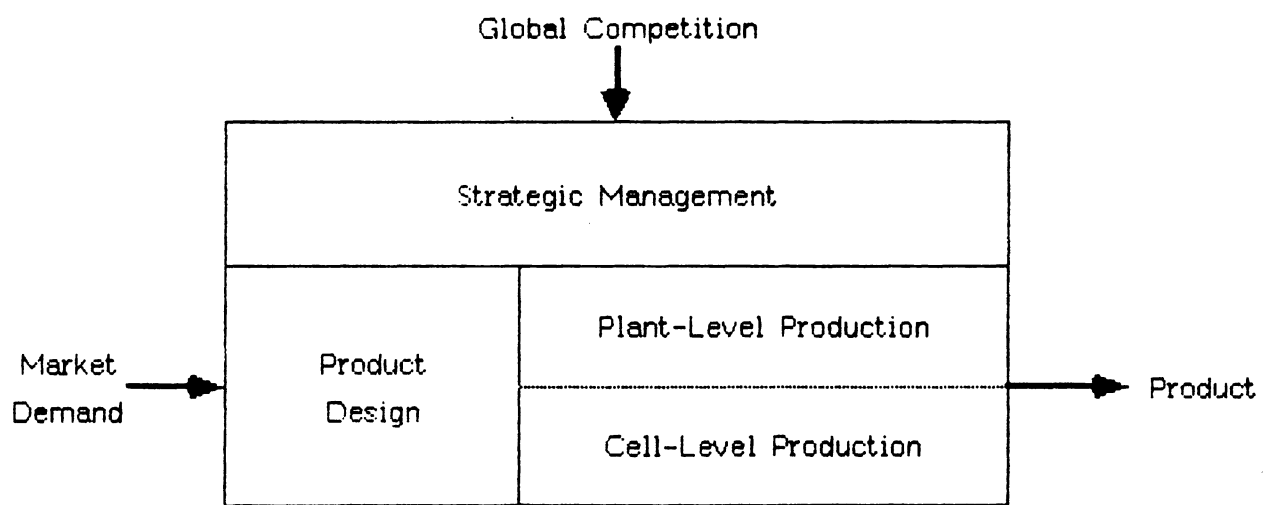 Global Competition
Strategic Management
Plant-Level Production
Market
Demand
Product
Design
Product
Cell-Level Production